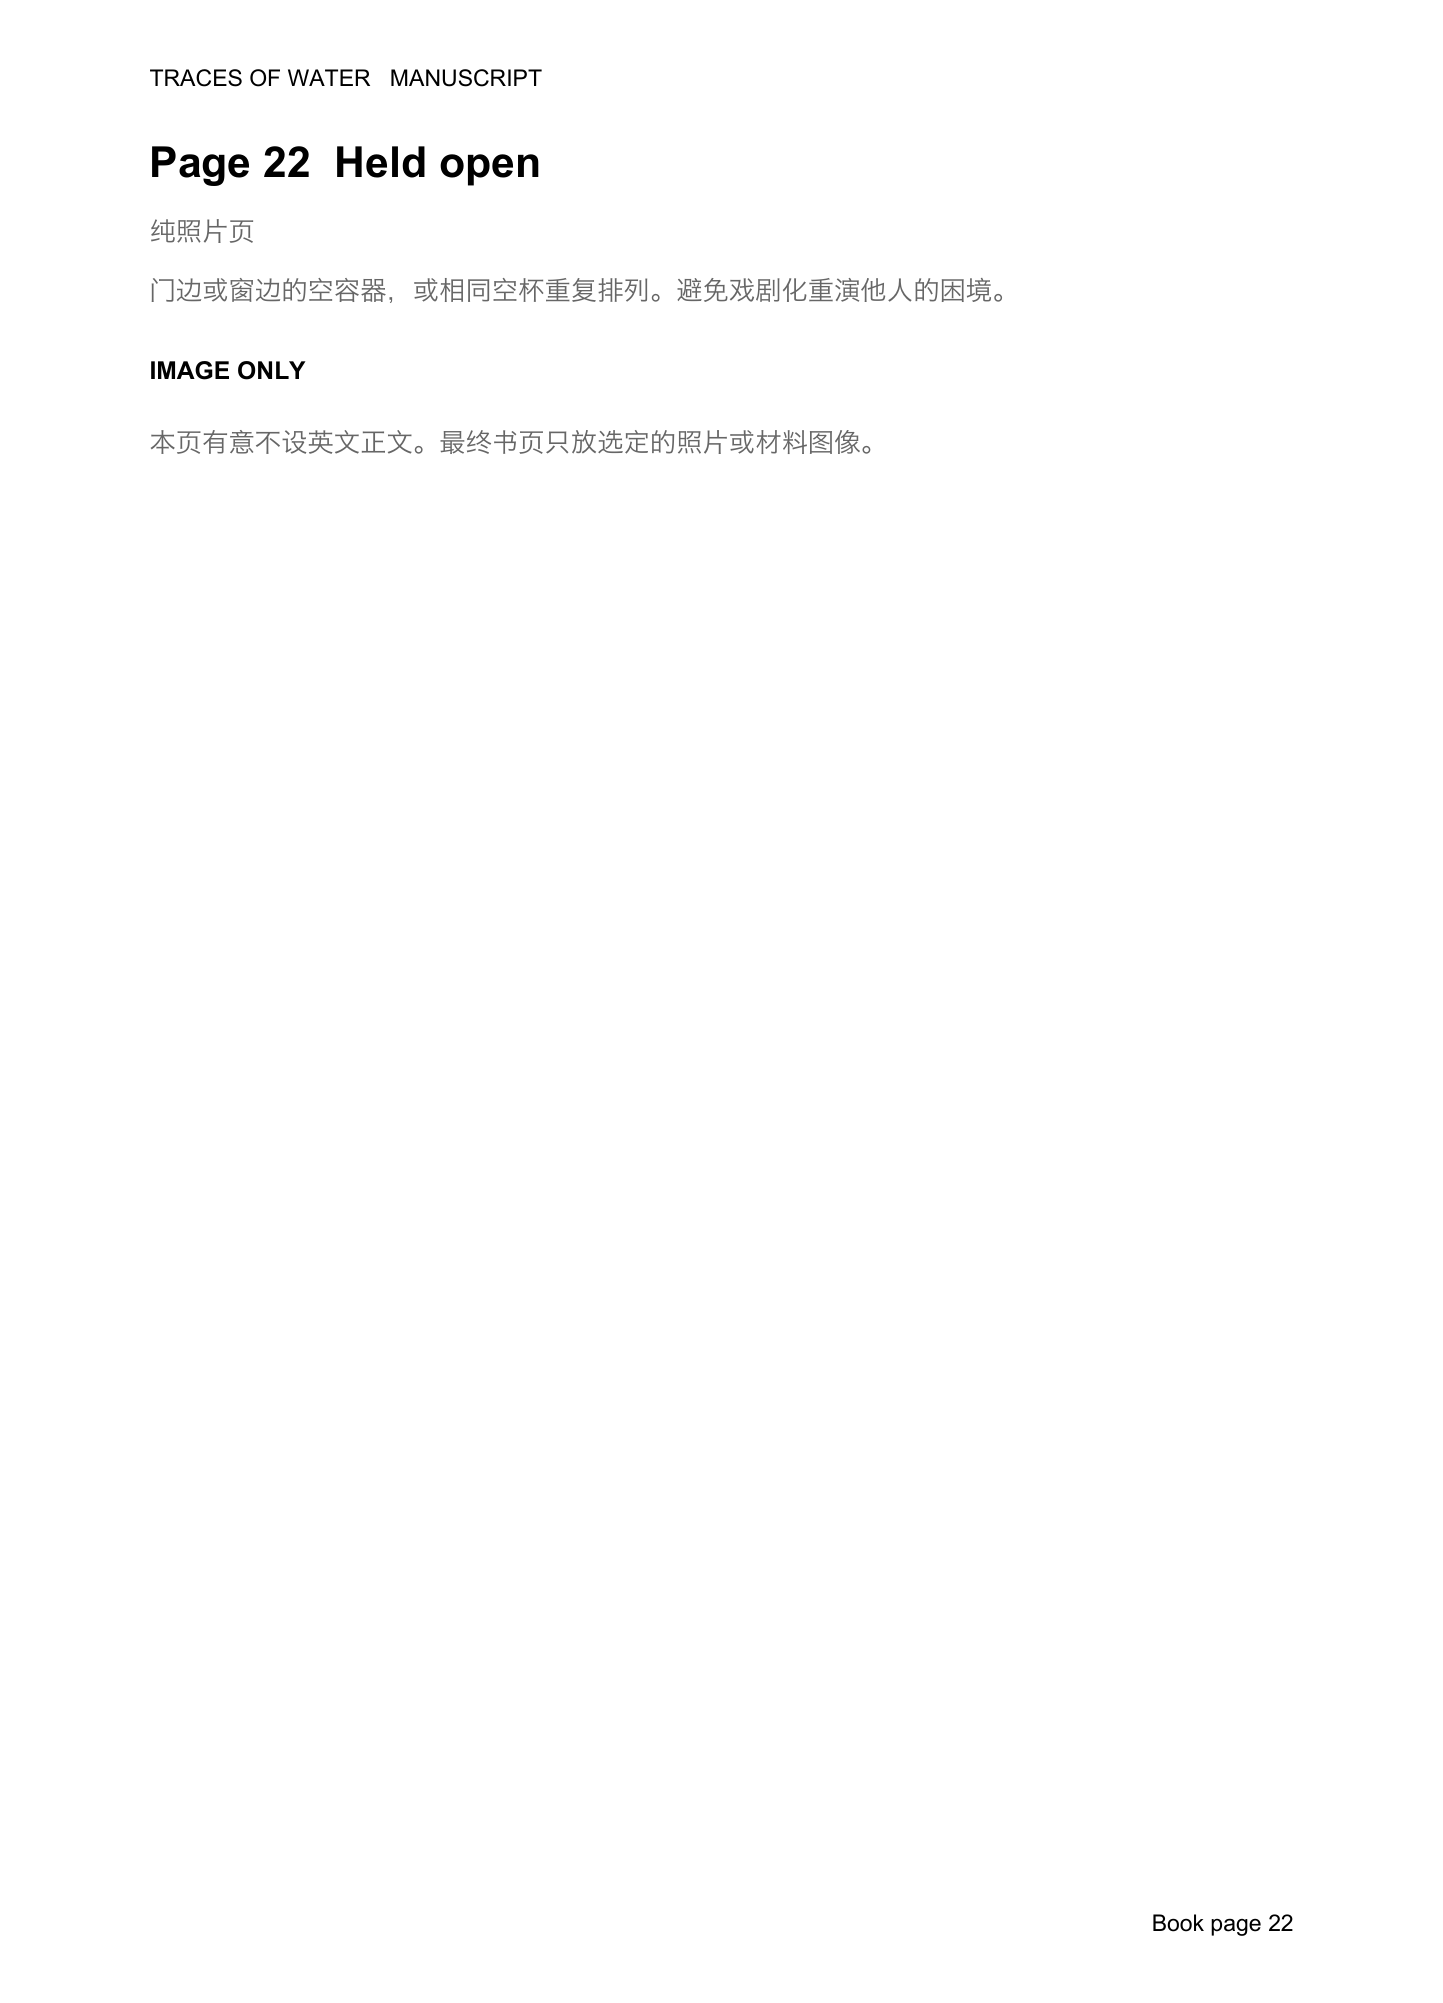 TRACES OF WATER   MANUSCRIPT
Page 22  Held open
纯照片页
门边或窗边的空容器，或相同空杯重复排列。避免戏剧化重演他人的困境。
IMAGE ONLY
本页有意不设英文正文。最终书页只放选定的照片或材料图像。
Book page 22